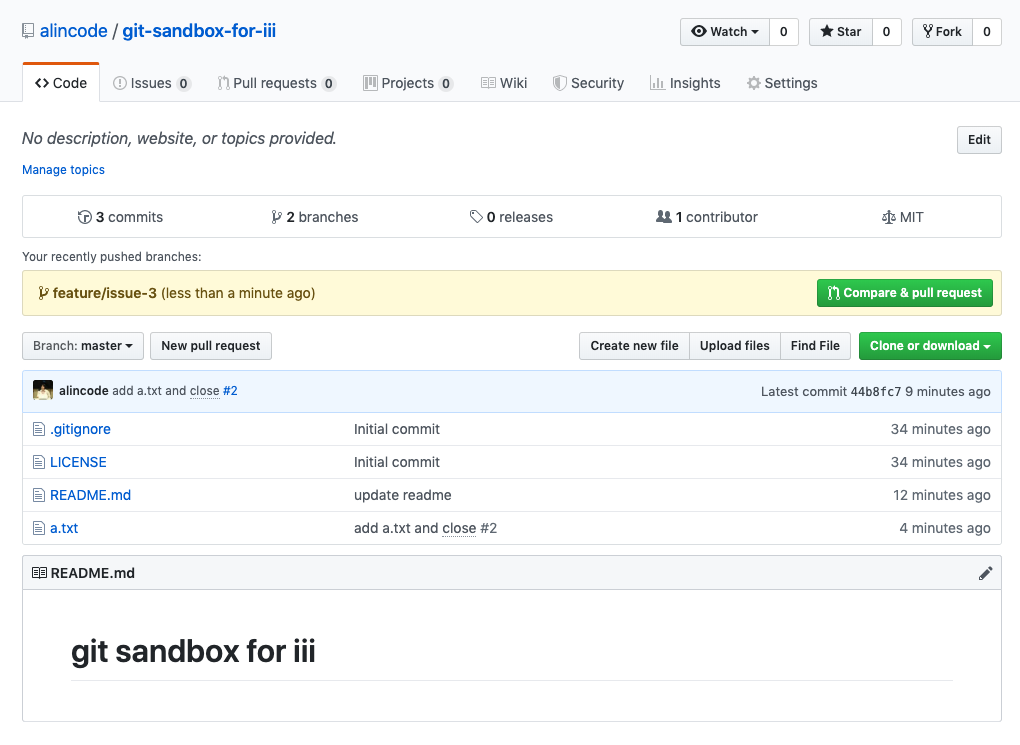 alincode / git-sandbox-for-iii
Watch 0 Star 0 Fork 0
Code Issues 0 Pull requests 0 Projects 0 Wiki Security Insights Settings
No description, website, or topics provided. Edit
Manage topics
3 commits 2 branches 0 releases 1 contributor MIT
Your recently pushed branches:
feature/issue-3 (less than a minute ago) Compare & pull request
Branch: master New pull request Create new file Upload files Find File Clone or download
alincode add a.txt and close #2 Latest commit 44b8fc7 9 minutes ago
.gitignore Initial commit 34 minutes ago
LICENSE Initial commit 34 minutes ago
README.md update readme 12 minutes ago
a.txt add a.txt and close #2 4 minutes ago
README.md
git sandbox for iii